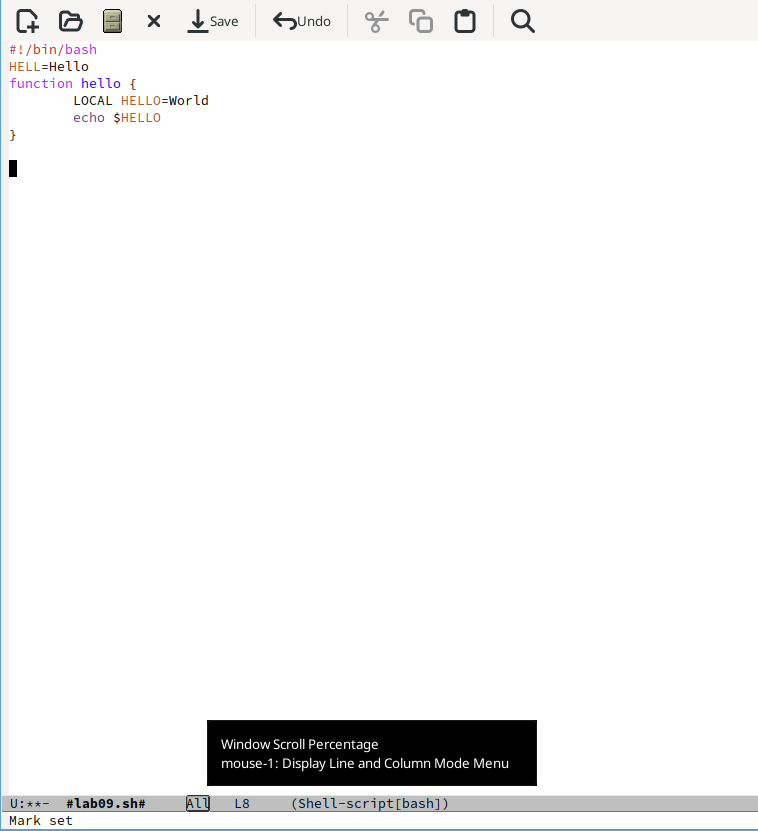 Save Undo
#!/bin/bash
HELL=Hello
function hello {
LOCAL HELLO=World
echo $HELLO
}
Window Scroll Percentage
mouse-1: Display Line and Column Mode Menu
U:**- #lab09.sh# All L8 (Shell-script[bash])
Mark set